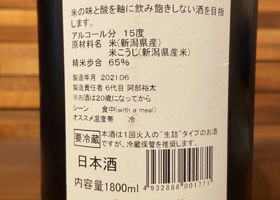 米の味と酸を軸に飲み飽きしない酒を目指
アルコール分 15度
原材料名 米(新潟県産)
米こうじ(新潟県産米)
精米歩合 65%
製造年月 2021.06
製造責任者 6代目 阿部裕太
※お酒は20歳になってから
シーン 食中(with a meal)
オススメ温度帯 冷
要冷蔵 本酒は1回火入の"生詰"タイプのお酒
ですが、冷蔵保管を推奨します。
日本酒
内容量1800ml
4932886001771